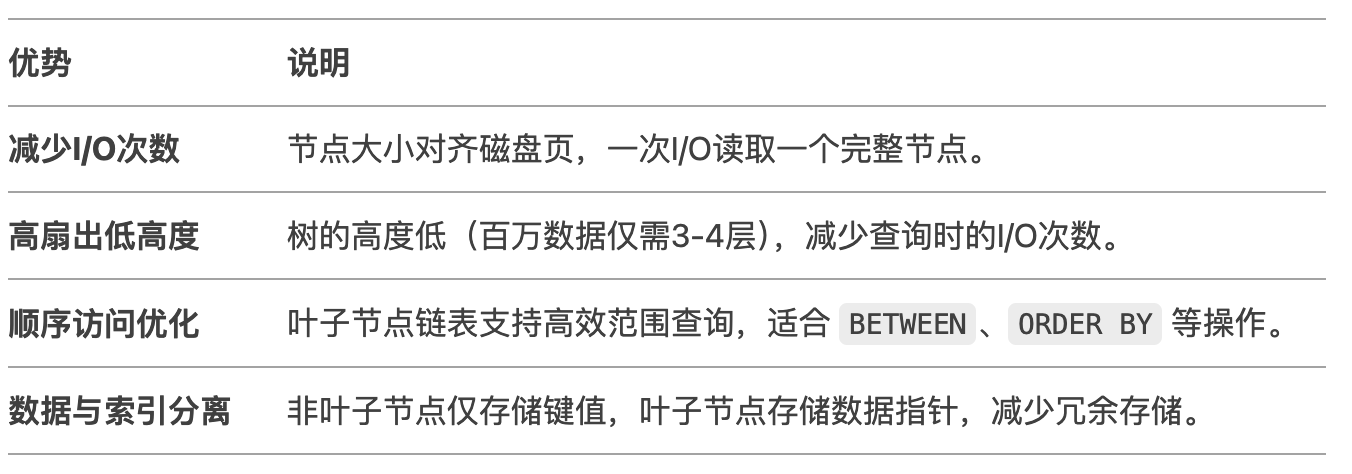 优势 说明
减少I/O次数 节点大小对齐磁盘页，一次I/O读取一个完整节点。
高扇出低高度 树的高度低（百万数据仅需3-4层），减少查询时的I/O次数。
顺序访问优化 叶子节点链表支持高效范围查询，适合 BETWEEN、ORDER BY 等操作。
数据与索引分离 非叶子节点仅存储键值，叶子节点存储数据指针，减少冗余存储。